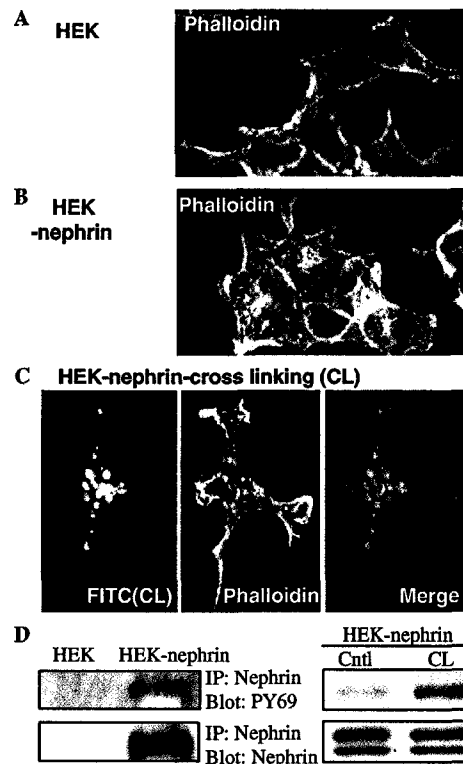 A
HEK
Phalloidin
B
HEK
-nephrin
Phalloidin
C HEK-nephrin-cross linking (CL)
FITC(CL)
Phalloidin
Merge
D
HEK HEK-nephrin
IP: Nephrin
Blot: PY69
IP: Nephrin
Blot: Nephrin
HEK-nephrin
Cntl CL